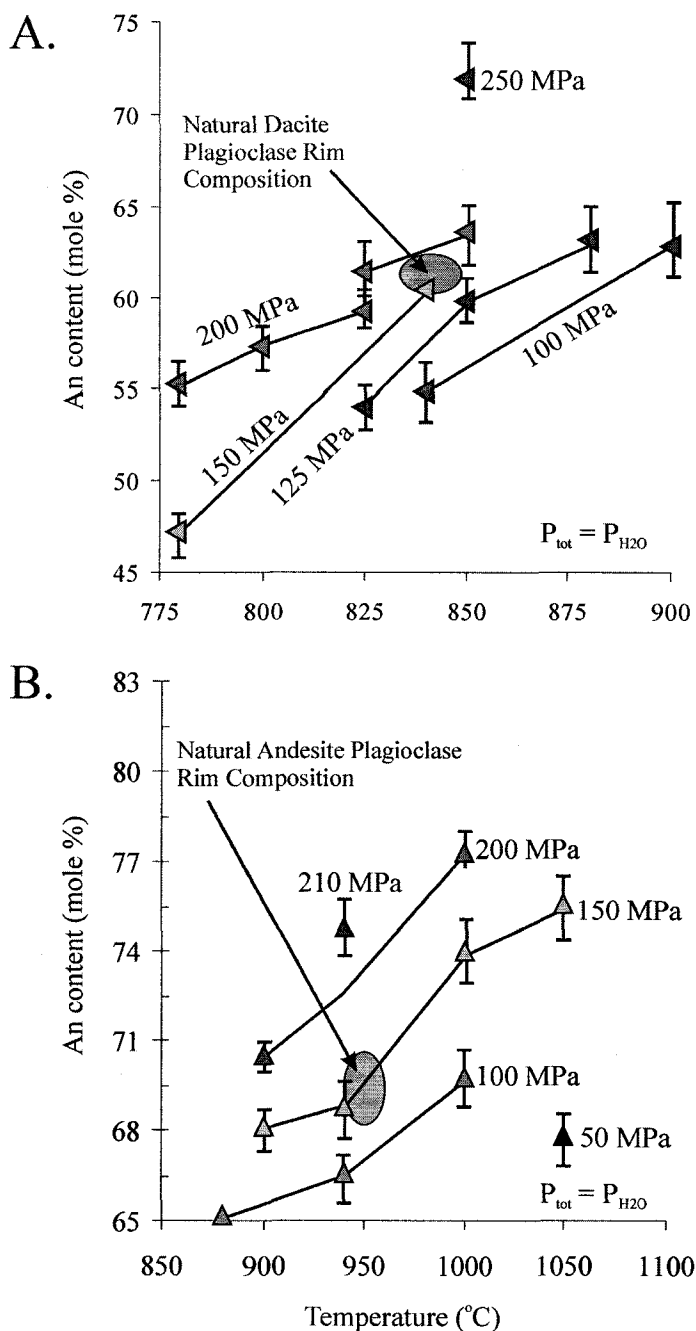 A.
75
70
65
60
55
50
45
An content (mole %)
250 MPa
Natural Dacite
Plagioclase Rim
Composition
200 MPa
150 MPa
125 MPa
100 MPa
P_tot = P_H2O
775 800 825 850 875 900
B.
83
80
77
74
71
68
65
An content (mole %)
Natural Andesite Plagioclase
Rim Composition
210 MPa
200 MPa
150 MPa
100 MPa
50 MPa
P_tot = P_H2O
850 900 950 1000 1050 1100
Temperature (°C)